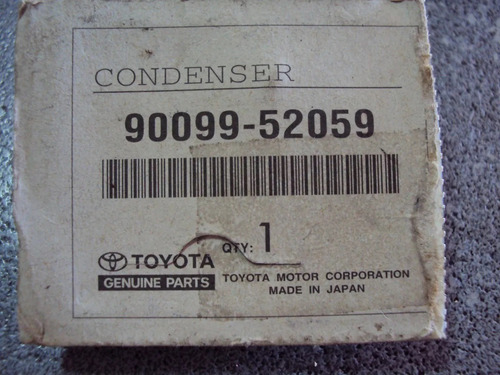 CONDENSER
90099-52059
QTY: 1
TOYOTA
GENUINE PARTS
TOYOTA MOTOR CORPORATION
MADE IN JAPAN